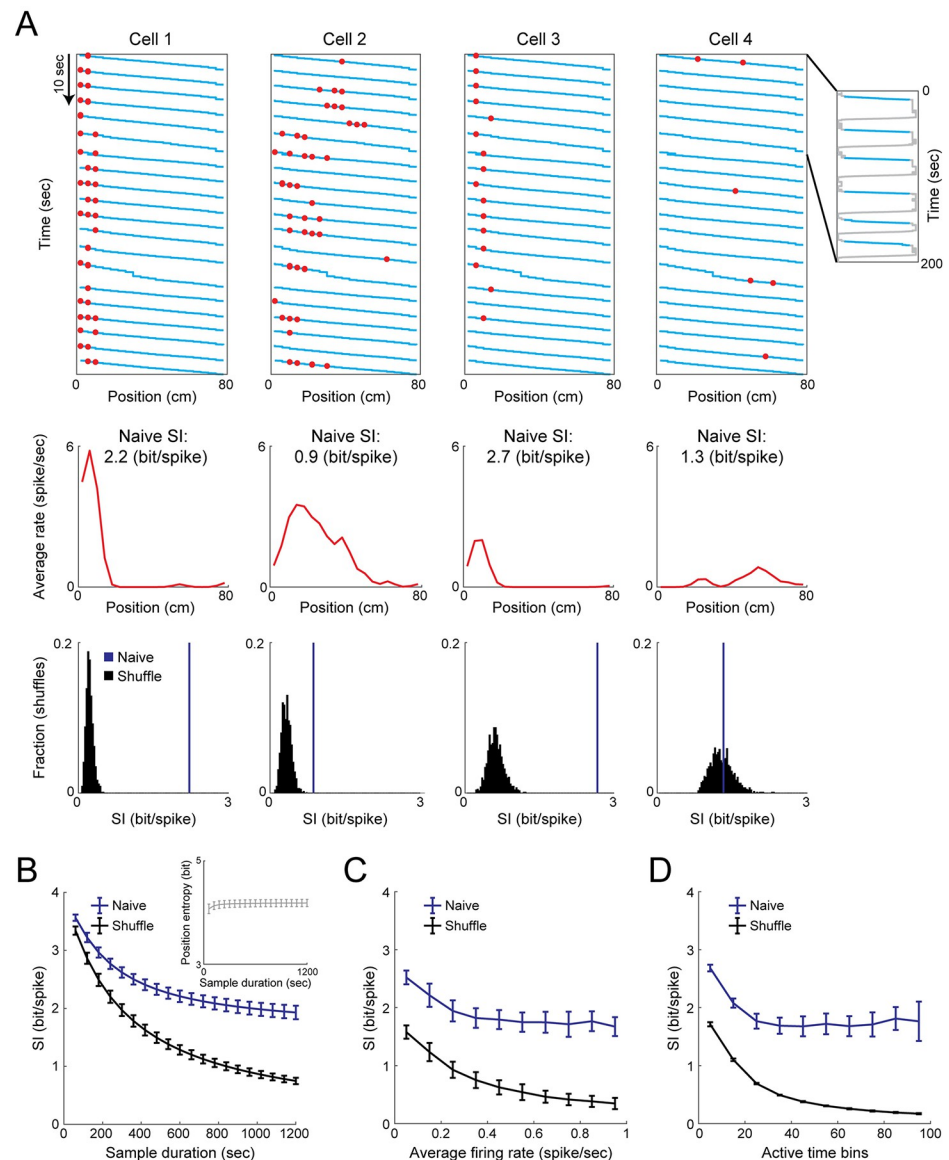 A
Cell 1
Cell 2
Cell 3
Cell 4
10 sec
Time (sec)
0
80
Position (cm)
0
80
Position (cm)
0
80
Position (cm)
0
80
Position (cm)
0
200
Time (sec)
Average rate (spike/sec)
6
0
Naive SI:
2.2 (bit/spike)
0
80
Position (cm)
6
0
Naive SI:
0.9 (bit/spike)
0
80
Position (cm)
6
0
Naive SI:
2.7 (bit/spike)
0
80
Position (cm)
6
0
Naive SI:
1.3 (bit/spike)
0
80
Position (cm)
Fraction (shuffles)
0.2
0
Naive
Shuffle
0
3
SI (bit/spike)
0.2
0
0
3
SI (bit/spike)
0.2
0
0
3
SI (bit/spike)
0.2
0
0
3
SI (bit/spike)
B
SI (bit/spike)
4
3
2
1
0
Naive
Shuffle
Position entropy (bit)
5
3
0
1200
Sample duration (sec)
0
200
400
600
800
1000
1200
Sample duration (sec)
C
SI (bit/spike)
4
3
2
1
0
Naive
Shuffle
0
0.2
0.4
0.6
0.8
1
Average firing rate (spike/sec)
D
SI (bit/spike)
4
3
2
1
0
Naive
Shuffle
0
20
40
60
80
100
Active time bins